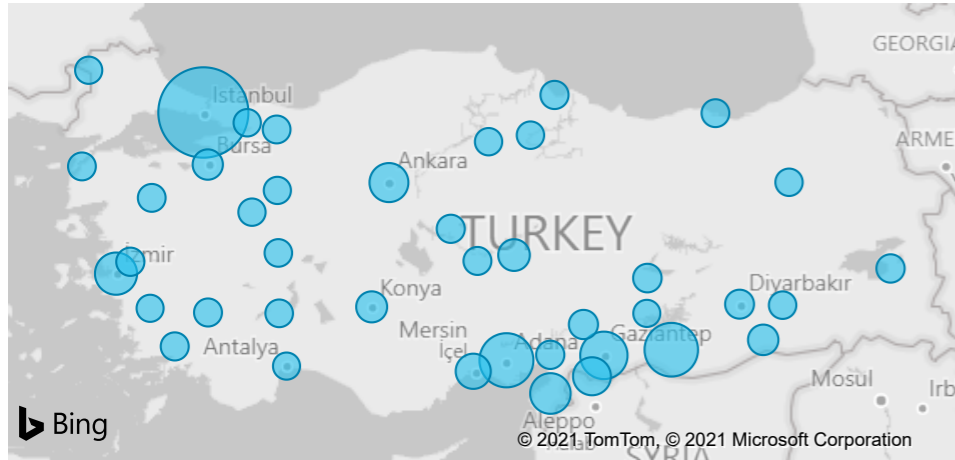 GEORGIA
Istanbul
Bursa
ARME
Ankara
TURKEY
İzmir
Konya
Diyarbakır
Mersin
İçel
Adana
Gaziantep
Antalya
Mosul
Irb
Aleppo
Halab
SYRIA
Bing
© 2021 TomTom, © 2021 Microsoft Corporation